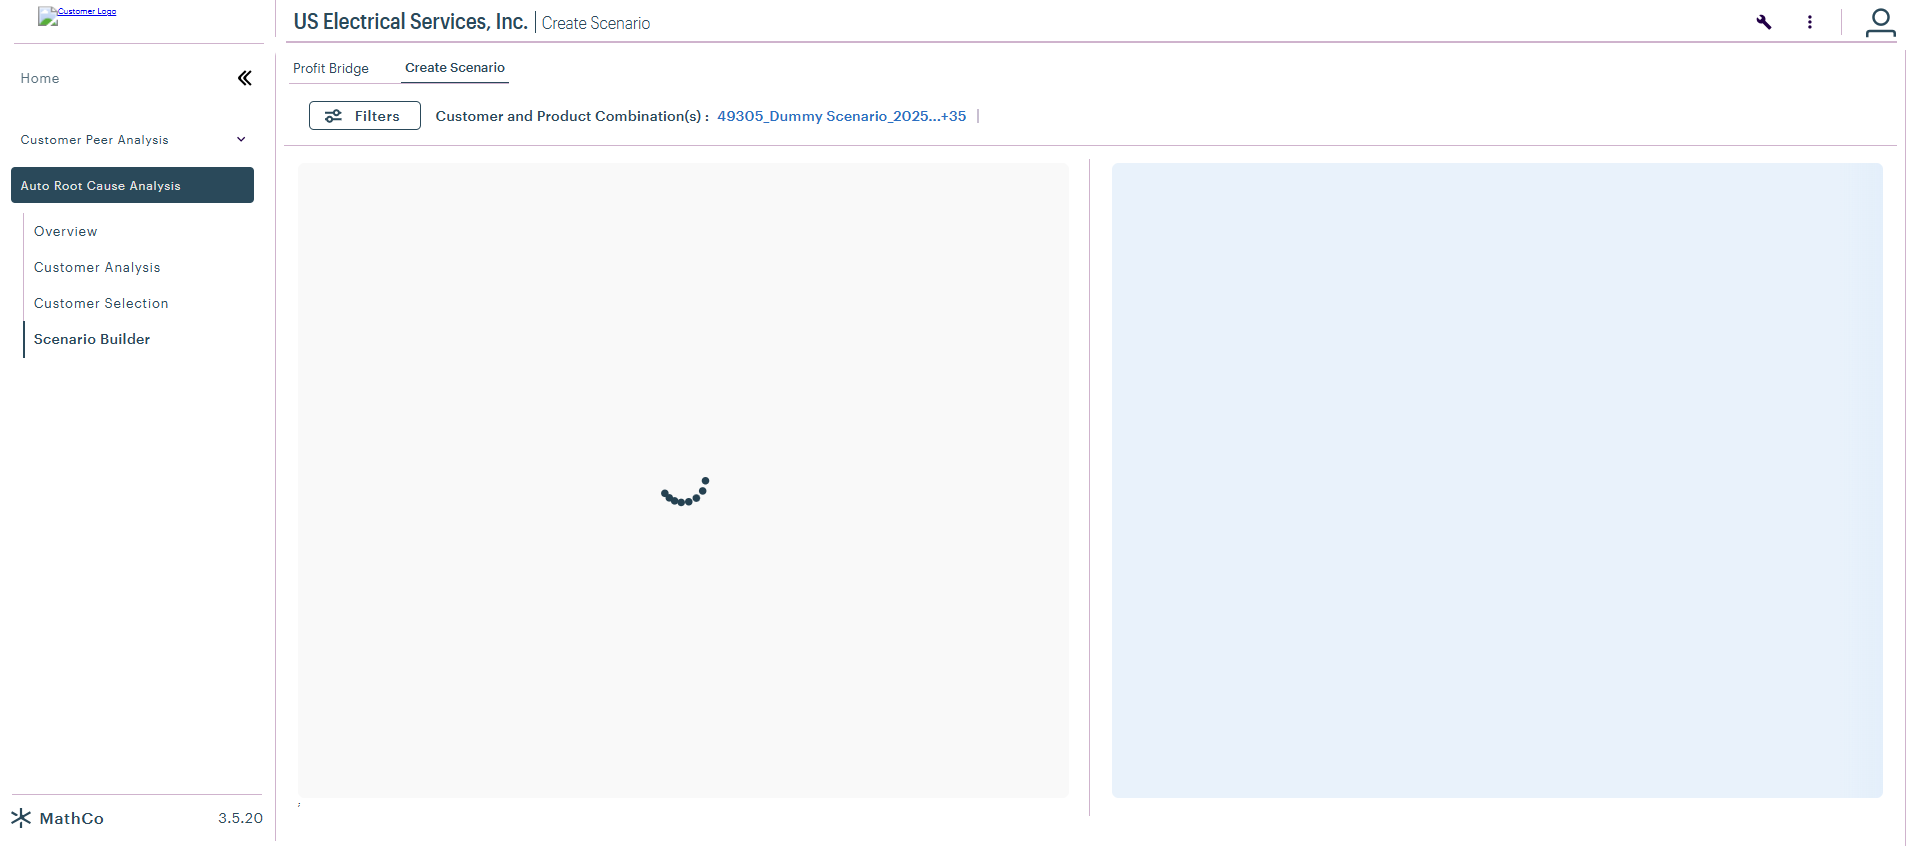 Customer Logo
US Electrical Services, Inc. | Create Scenario
Home
Profit Bridge
Create Scenario
Filters
Customer and Product Combination(s) : 49305_Dummy Scenario_2025...+35 |
Customer Peer Analysis
Auto Root Cause Analysis
Overview
Customer Analysis
Customer Selection
Scenario Builder
MathCo
3.5.20